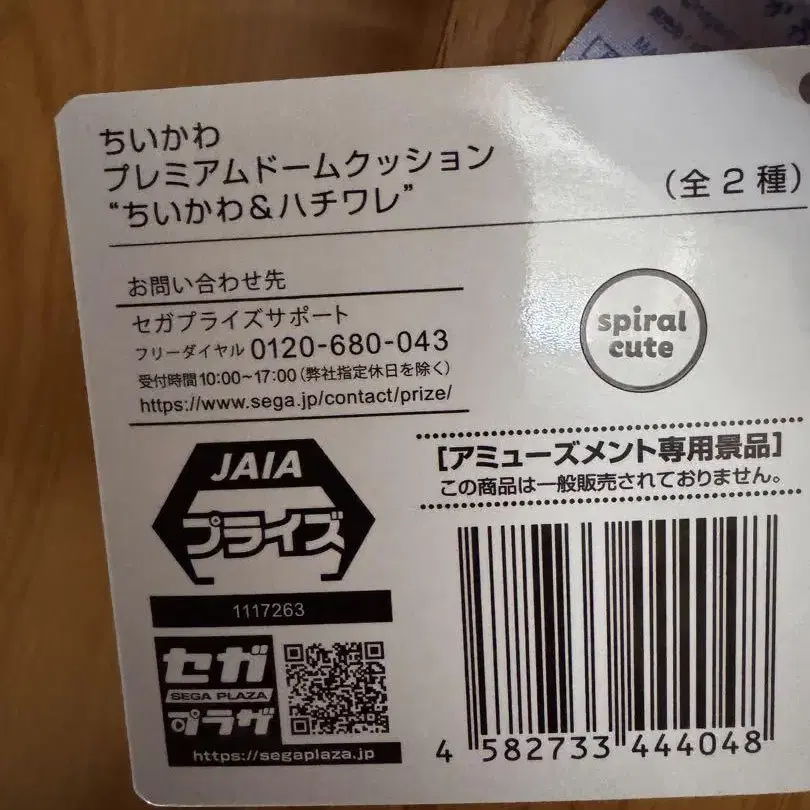 ちいかわ
プレミアムドームクッション
“ちいかわ＆ハチワレ”
（全２種）
お問い合わせ先
セガプライズサポート
フリーダイヤル 0120-680-043
受付時間10:00~17:00（弊社指定休日を除く）
https://www.sega.jp/contact/prize/
spiral
cute
[アミューズメント専用景品]
この商品は一般販売されておりません。
JAIA
プライズ
1117263
セガ
SEGA PLAZA
プラザ
https://segaplaza.jp
4 582733 444048